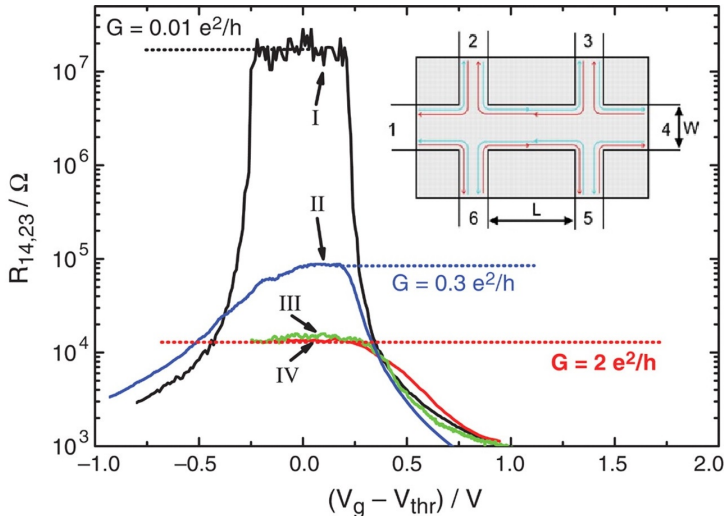 G = 0.01 e²/h
10⁷
I
2 3
1 4 W
6 L 5
10⁶
R₁₄,₂₃ / Ω
II
10⁵
G = 0.3 e²/h
III
10⁴
IV
G = 2 e²/h
10³
−1.0 −0.5 0.0 0.5 1.0 1.5 2.0
(V_g − V_thr) / V